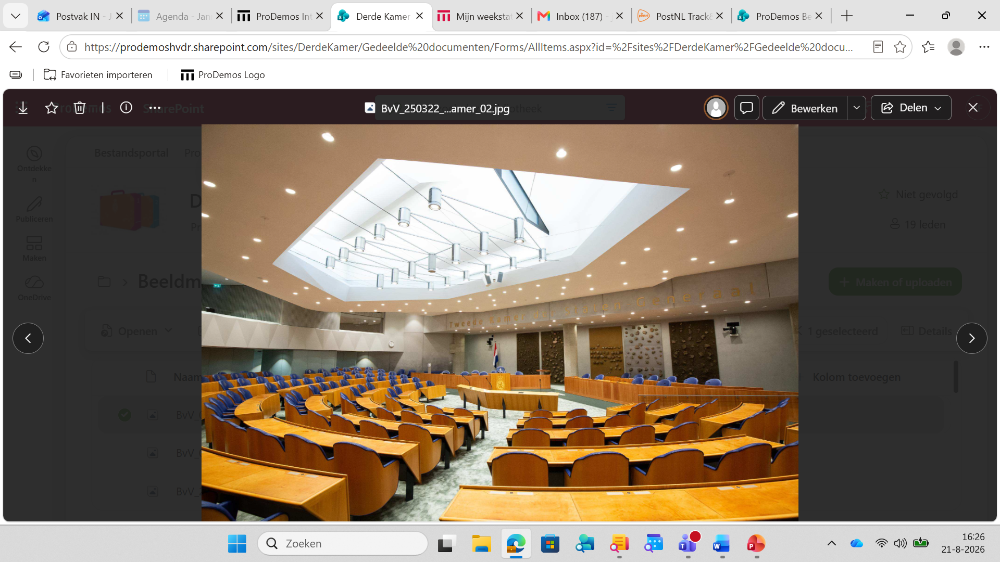 Postvak IN - J
Agenda - Jan
ProDemos Int
Derde Kamer
Mijn weeksta
Inbox (187) -
PostNL Track&
ProDemos Be
https://prodemoshvdr.sharepoint.com/sites/DerdeKamer/Gedeelde%20documenten/Forms/AllItems.aspx?id=%2Fsites%2FDerdeKamer%2FGedeelde%20docu...
Favorieten importeren
ProDemos Logo
SharePoint
BvV_250322_...amer_02.jpg
Bewerken
Delen
Bestandsportal
Pro
Ontdekke
n
Publiceren
Maken
OneDrive
Niet gevolgd
19 leden
Beeldm
Maken of uploaden
Openen
1 geselecteerd
Details
Naam
Kolom toevoegen
Tweede Kamer der Staten Generaal
BvV_
BvV_
BvV_
Zoeken
16:26
21-8-2026